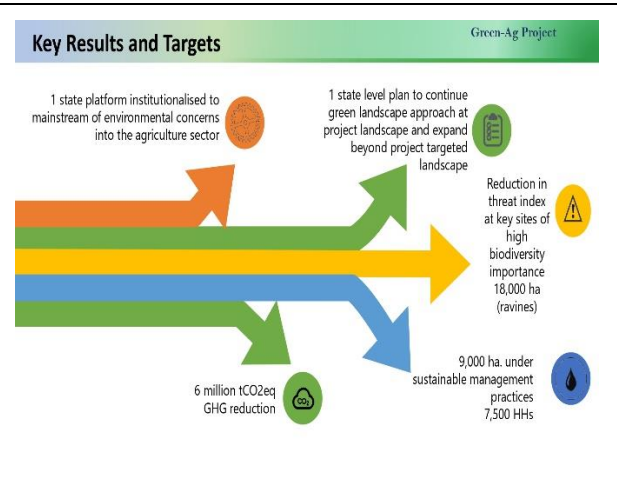 Key Results and Targets
Green-Ag Project
1 state platform institutionalised to
mainstream of environmental concerns
into the agriculture sector
1 state level plan to continue
green landscape approach at
project landscape and expand
beyond project targeted
landscape
Reduction in
threat index
at key sites of
high
biodiversity
importance
18,000 ha
(ravines)
9,000 ha. under
sustainable management
practices
7,500 HHs
6 million tCO2eq
GHG reduction
CO₂